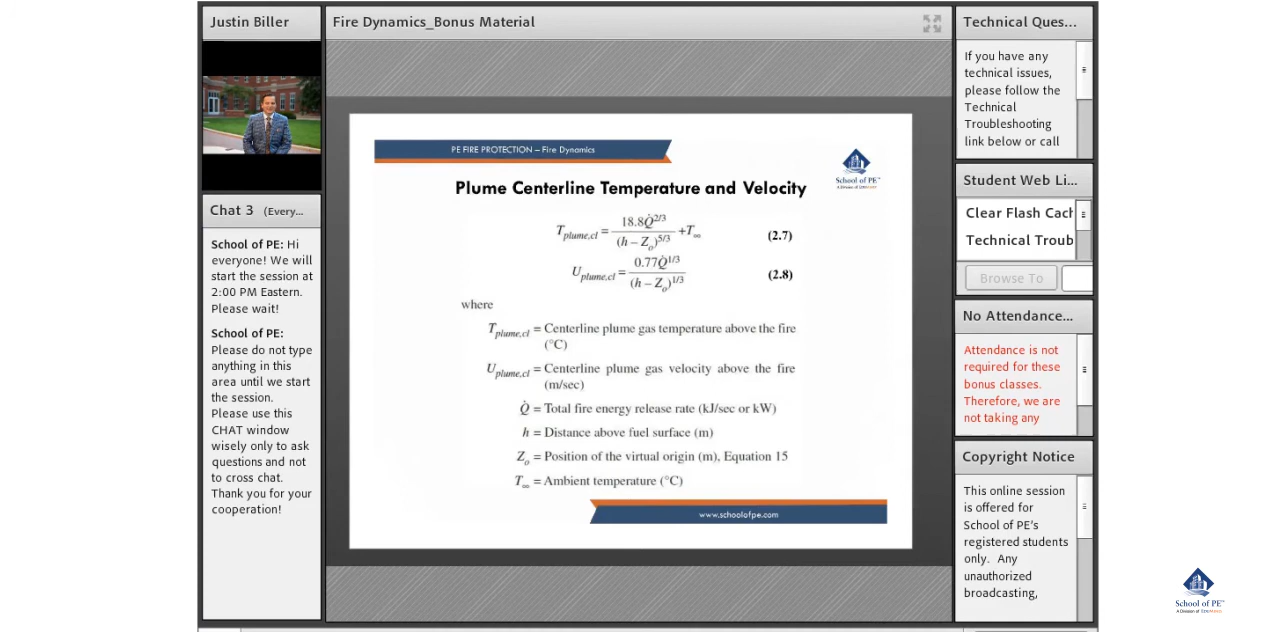 Justin Biller
Chat 3 (Every...
School of PE: Hi
everyone! We will
start the session at
2:00 PM Eastern.
Please wait!
School of PE:
Please do not type
anything in this
area until we start
the session.
Please use this
CHAT window
wisely only to ask
questions and not
to cross chat.
Thank you for your
cooperation!
Fire Dynamics_Bonus Material
PE FIRE PROTECTION – Fire Dynamics
School of PE™
Plume Centerline Temperature and Velocity
T_plume,cl = 18.8Q̇^2/3 / (h – Z_o)^5/3 + T_∞ (2.7)
U_plume,cl = 0.77Q̇^1/3 / (h – Z_o)^1/3 (2.8)
where
T_plume,cl = Centerline plume gas temperature above the fire
(°C)
U_plume,cl = Centerline plume gas velocity above the fire
(m/sec)
Q̇ = Total fire energy release rate (kJ/sec or kW)
h = Distance above fuel surface (m)
Z_o = Position of the virtual origin (m), Equation 15
T_∞ = Ambient temperature (°C)
www.schoolofpe.com
Technical Ques...
If you have any
technical issues,
please follow the
Technical
Troubleshooting
link below or call
Student Web Li...
Clear Flash Cach
Technical Troub
Browse To
No Attendance...
Attendance is not
required for these
bonus classes.
Therefore, we are
not taking any
Copyright Notice
This online session
is offered for
School of PE's
registered students
only. Any
unauthorized
broadcasting,
School of PE™